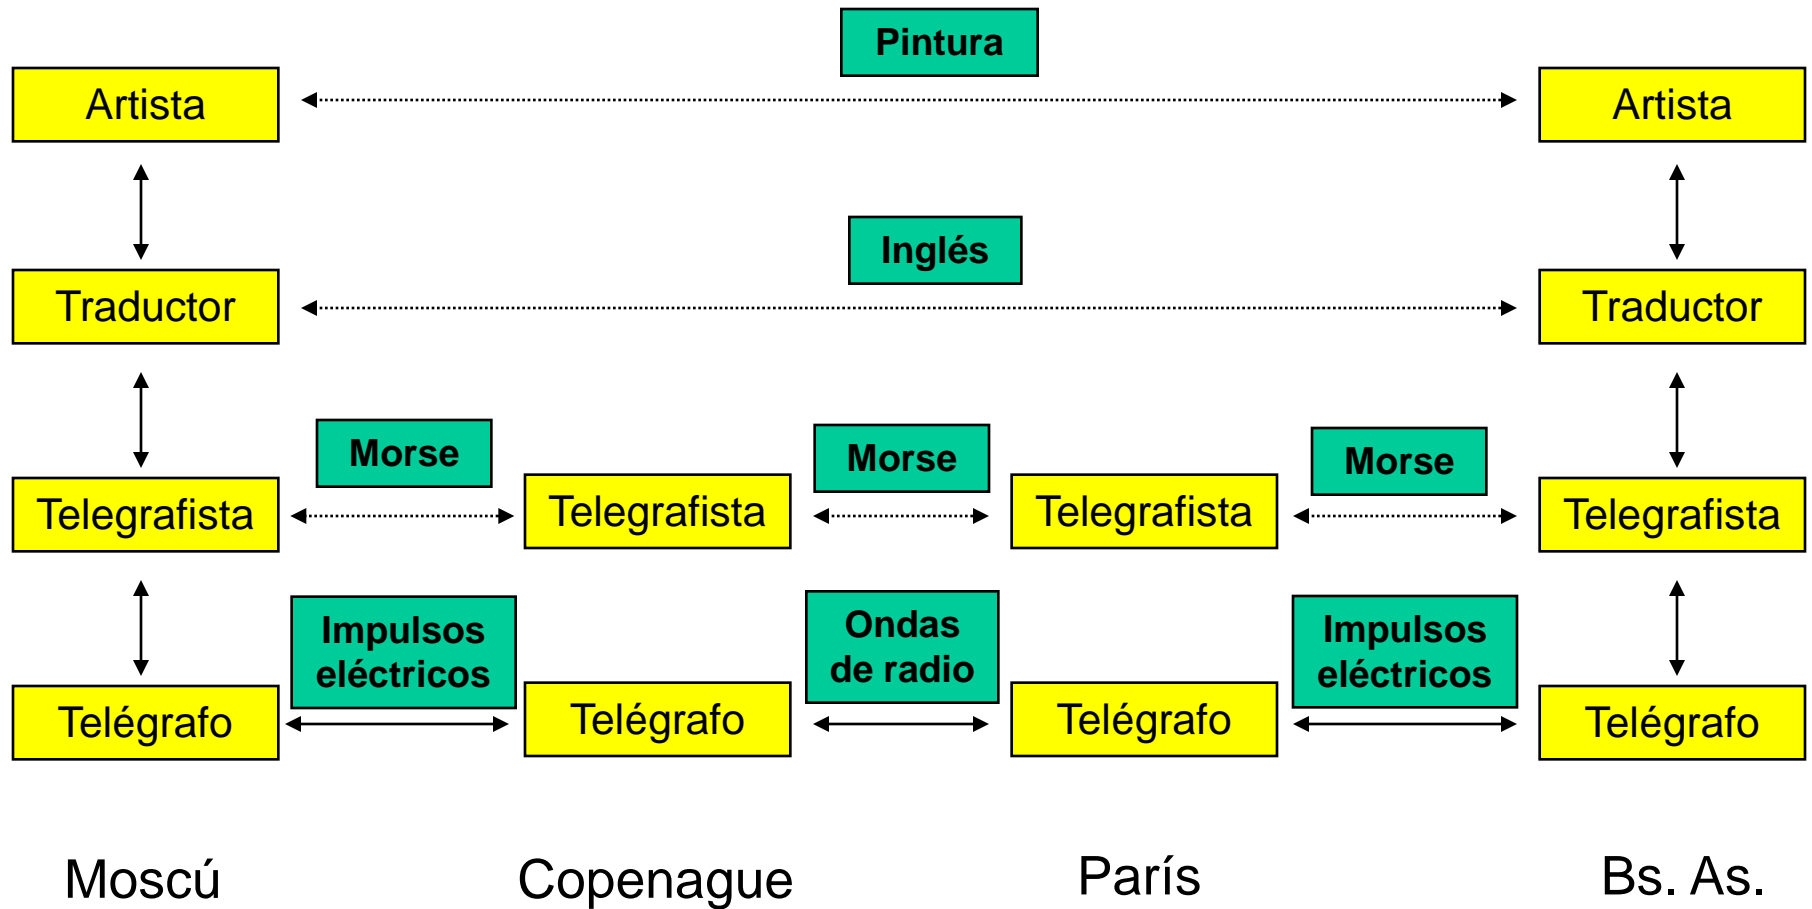 Pintura
Artista
Artista
Inglés
Traductor
Traductor
Morse
Morse
Morse
Telegrafista
Telegrafista
Telegrafista
Telegrafista
Impulsos
eléctricos
Ondas
de radio
Impulsos
eléctricos
Telégrafo
Telégrafo
Telégrafo
Telégrafo
Moscú
Copenague
París
Bs. As.